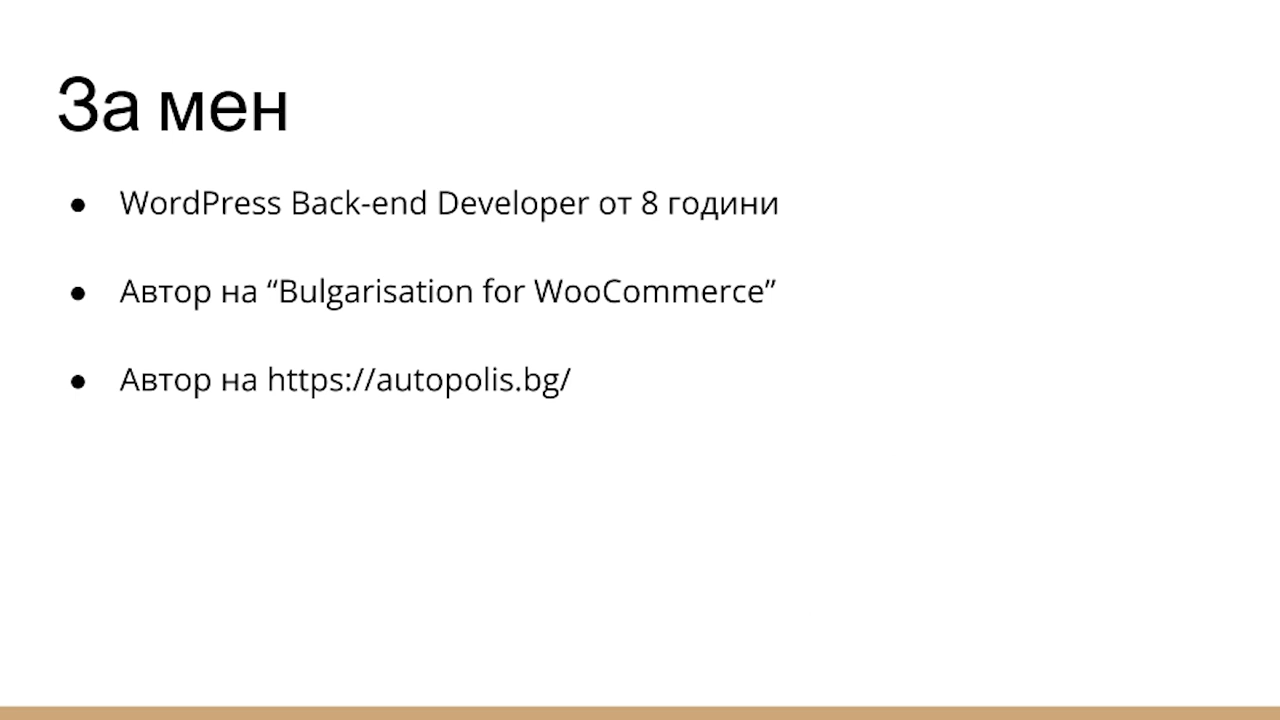 За мен
● WordPress Back-end Developer от 8 години
● Автор на “Bulgarisation for WooCommerce”
● Автор на https://autopolis.bg/